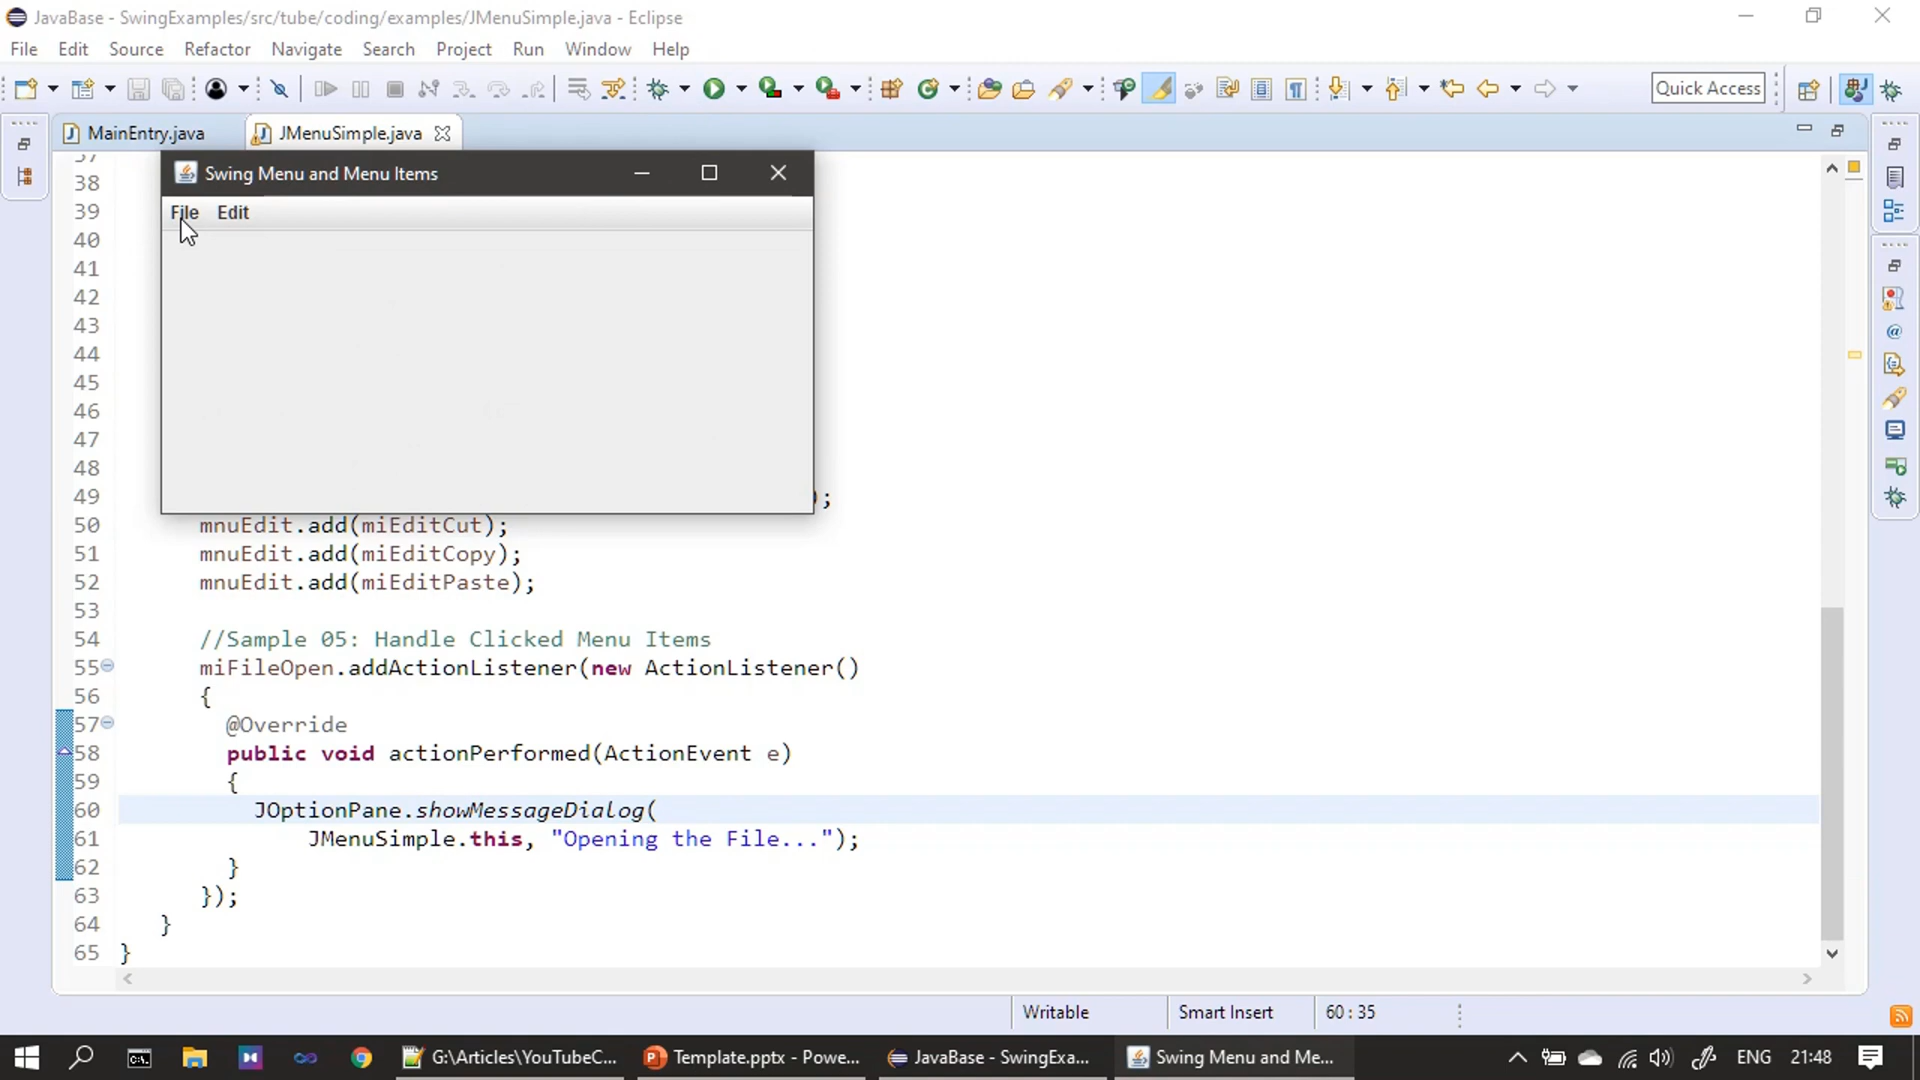 JavaBase - SwingExamples/src/tube/coding/examples/JMenuSimple.java - Eclipse
File Edit Source Refactor Navigate Search Project Run Window Help
Quick Access
MainEntry.java JMenuSimple.java
Swing Menu and Menu Items
File Edit
37
38
39
40
41
42
43
44
45
46
47
48
49 );
50 mnuEdit.add(miEditCut);
51 mnuEdit.add(miEditCopy);
52 mnuEdit.add(miEditPaste);
53
54 //Sample 05: Handle Clicked Menu Items
55 miFileOpen.addActionListener(new ActionListener()
56 {
57 @Override
58 public void actionPerformed(ActionEvent e)
59 {
60 JOptionPane.showMessageDialog(
61 JMenuSimple.this, "Opening the File...");
62 }
63 });
64 }
65 }
Writable Smart Insert 60 : 35
G:\Articles\YouTubeC... Template.pptx - Powe... JavaBase - SwingExa... Swing Menu and Me... ENG 21:48